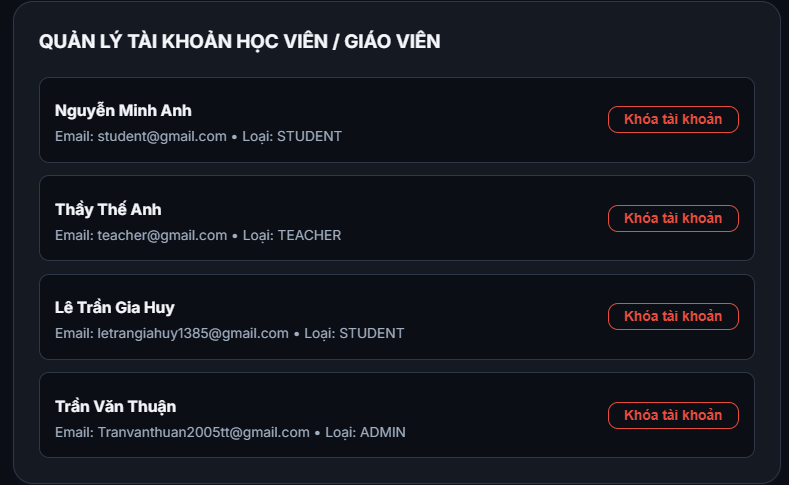 QUẢN LÝ TÀI KHOẢN HỌC VIÊN / GIÁO VIÊN
Nguyễn Minh Anh
Email: student@gmail.com • Loại: STUDENT
Khóa tài khoản
Thầy Thế Anh
Email: teacher@gmail.com • Loại: TEACHER
Khóa tài khoản
Lê Trần Gia Huy
Email: letrangiahuy1385@gmail.com • Loại: STUDENT
Khóa tài khoản
Trần Văn Thuận
Email: Tranvanthuan2005tt@gmail.com • Loại: ADMIN
Khóa tài khoản